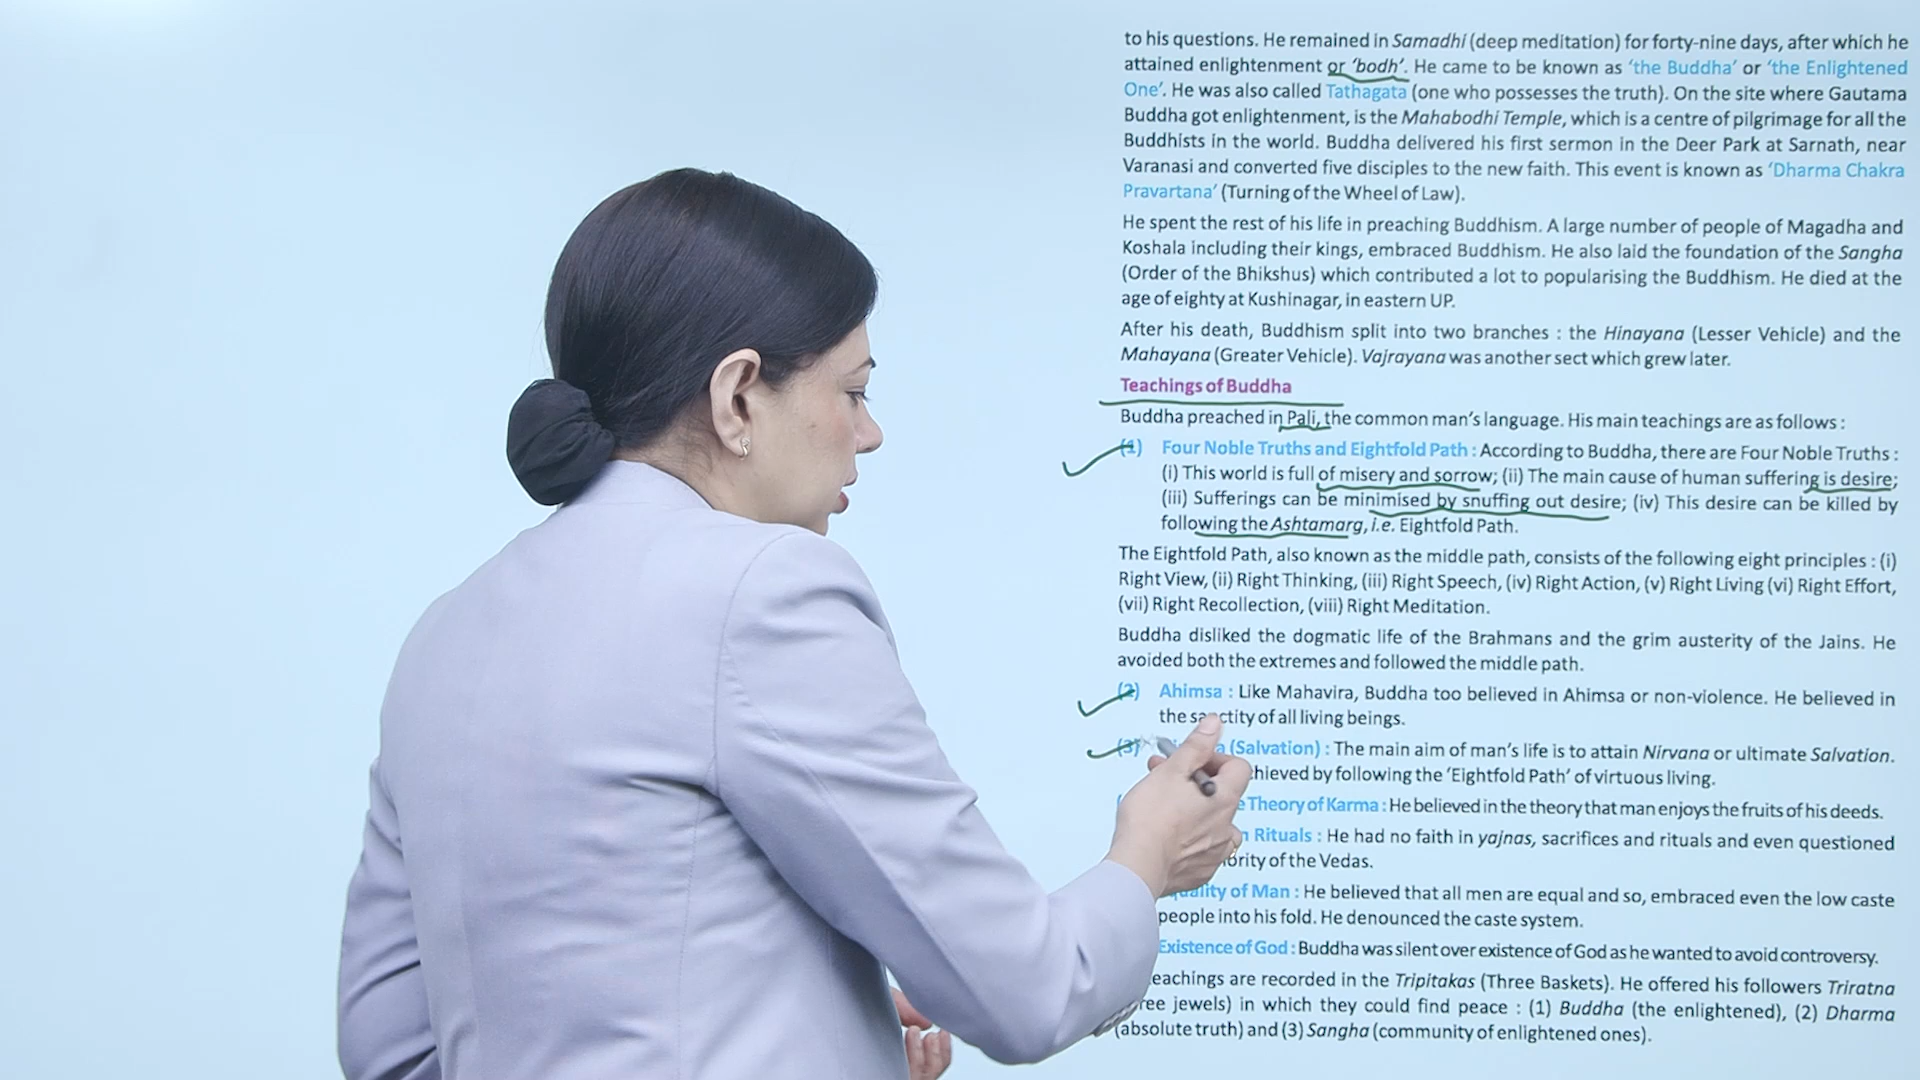 to his questions. He remained in Samadhi (deep meditation) for forty-nine days, after which he
attained enlightenment or ‘bodh’. He came to be known as ‘the Buddha’ or ‘the Enlightened
One’. He was also called Tathagata (one who possesses the truth). On the site where Gautama
Buddha got enlightenment, is the Mahabodhi Temple, which is a centre of pilgrimage for all the
Buddhists in the world. Buddha delivered his first sermon in the Deer Park at Sarnath, near
Varanasi and converted five disciples to the new faith. This event is known as ‘Dharma Chakra
Pravartana’ (Turning of the Wheel of Law).
He spent the rest of his life in preaching Buddhism. A large number of people of Magadha and
Koshala including their kings, embraced Buddhism. He also laid the foundation of the Sangha
(Order of the Bhikshus) which contributed a lot to popularising the Buddhism. He died at the
age of eighty at Kushinagar, in eastern UP.
After his death, Buddhism split into two branches : the Hinayana (Lesser Vehicle) and the
Mahayana (Greater Vehicle). Vajrayana was another sect which grew later.
Teachings of Buddha
Buddha preached in Pali, the common man’s language. His main teachings are as follows :
(1) Four Noble Truths and Eightfold Path : According to Buddha, there are Four Noble Truths :
(i) This world is full of misery and sorrow; (ii) The main cause of human suffering is desire;
(iii) Sufferings can be minimised by snuffing out desire; (iv) This desire can be killed by
following the Ashtamarg, i.e. Eightfold Path.
The Eightfold Path, also known as the middle path, consists of the following eight principles : (i)
Right View, (ii) Right Thinking, (iii) Right Speech, (iv) Right Action, (v) Right Living (vi) Right Effort,
(vii) Right Recollection, (viii) Right Meditation.
Buddha disliked the dogmatic life of the Brahmans and the grim austerity of the Jains. He
avoided both the extremes and followed the middle path.
(2) Ahimsa : Like Mahavira, Buddha too believed in Ahimsa or non-violence. He believed in
the sanctity of all living beings.
(3) (Salvation) : The main aim of man’s life is to attain Nirvana or ultimate Salvation.
by following the ‘Eightfold Path’ of virtuous living.
Theory of Karma : He believed in the theory that man enjoys the fruits of his deeds.
Rituals : He had no faith in yajnas, sacrifices and rituals and even questioned
of the Vedas.
of Man : He believed that all men are equal and so, embraced even the low caste
people into his fold. He denounced the caste system.
Existence of God : Buddha was silent over existence of God as he wanted to avoid controversy.
are recorded in the Tripitakas (Three Baskets). He offered his followers Triratna
jewels) in which they could find peace : (1) Buddha (the enlightened), (2) Dharma
(absolute truth) and (3) Sangha (community of enlightened ones).